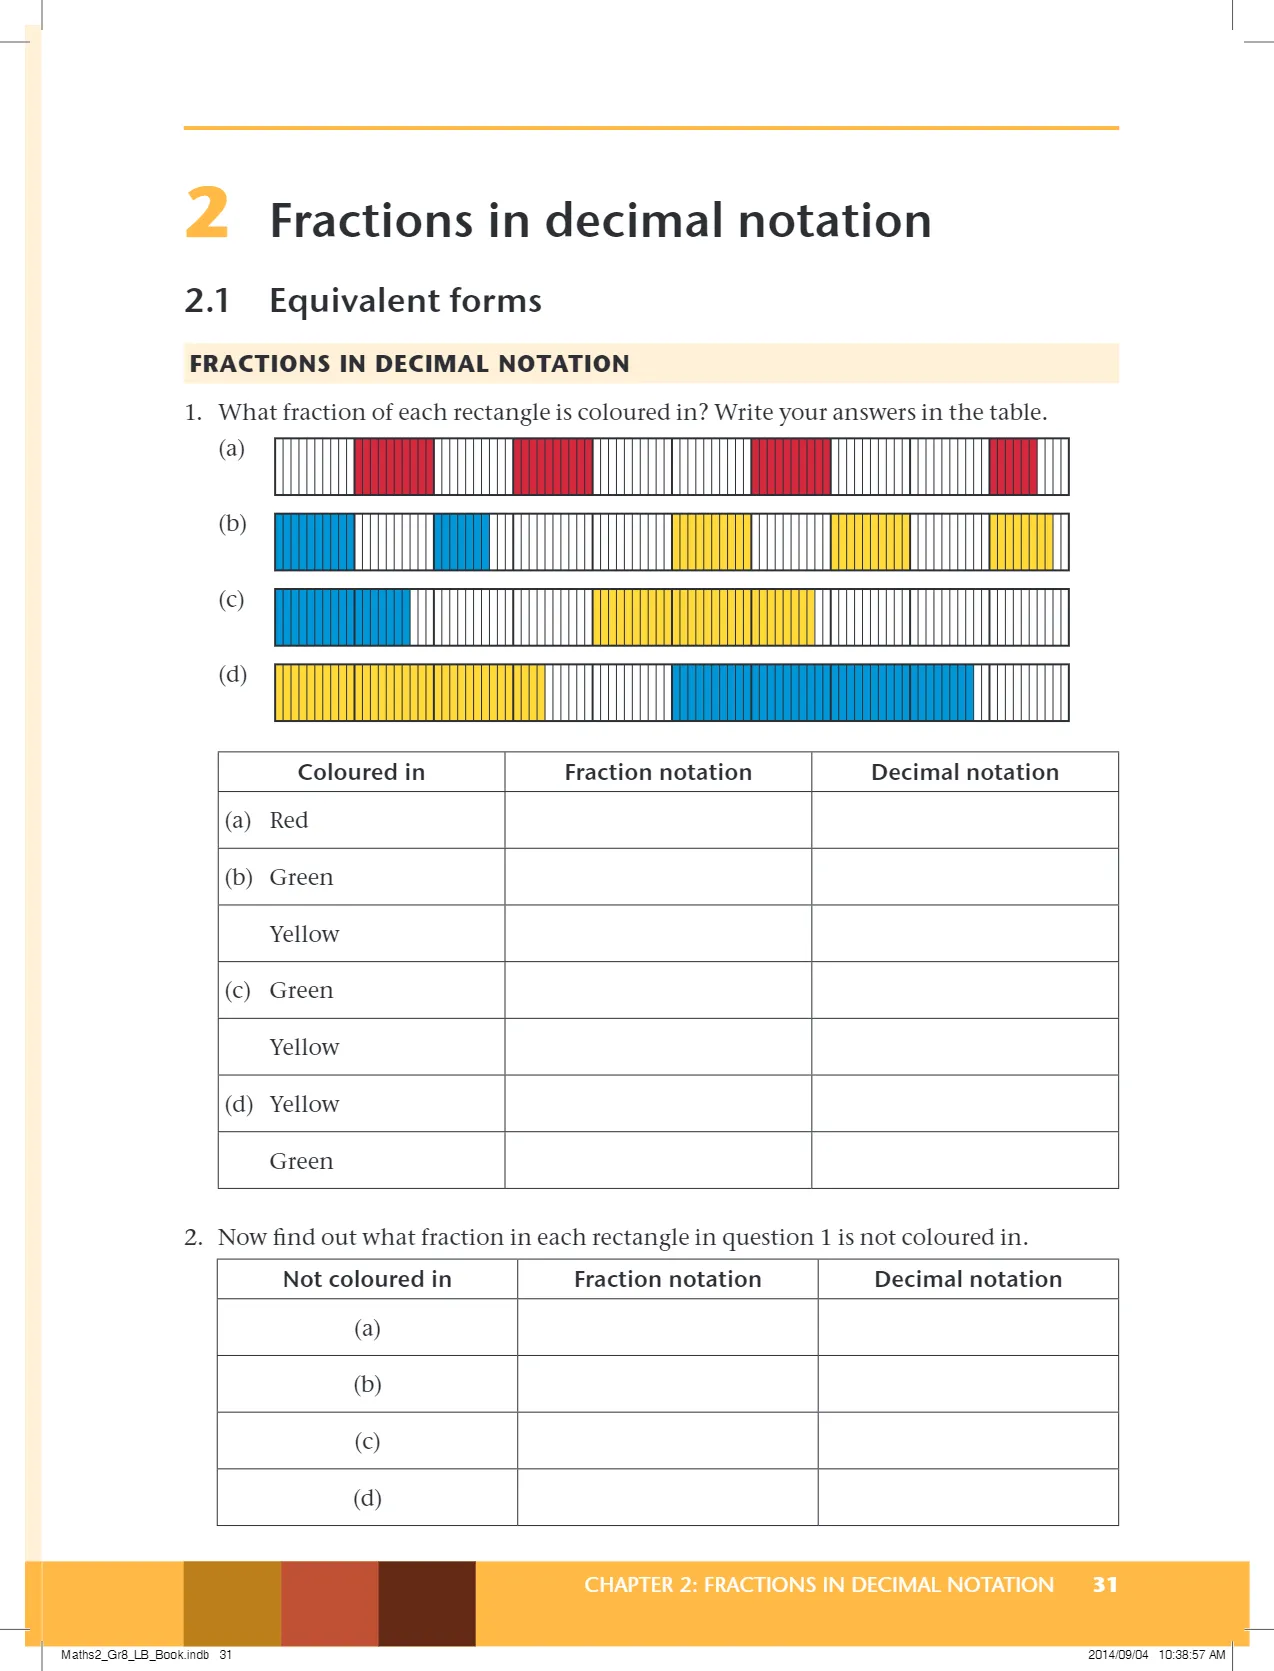 2 Fractions in decimal notation
2.1 Equivalent forms
FRACTIONS IN DECIMAL NOTATION
1. What fraction of each rectangle is coloured in? Write your answers in the table.
(a)
(b)
(c)
(d)
Coloured in Fraction notation Decimal notation
(a) Red
(b) Green
Yellow
(c) Green
Yellow
(d) Yellow
Green
2. Now find out what fraction in each rectangle in question 1 is not coloured in.
Not coloured in Fraction notation Decimal notation
(a)
(b)
(c)
(d)
CHAPTER 2: FRACTIONS IN DECIMAL NOTATION 31
Maths2_Gr8_LB_Book.indb 31 2014/09/04 10:38:57 AM